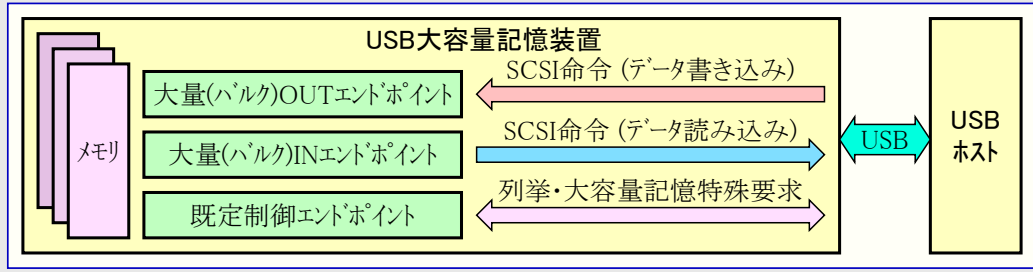 USB大容量記憶装置
SCSI命令 (ﾃﾞｰﾀ書き込み)
大量(ﾊﾞﾙｸ)OUTｴﾝﾄﾞﾎﾟｲﾝﾄ
SCSI命令 (ﾃﾞｰﾀ読み込み)
大量(ﾊﾞﾙｸ)INｴﾝﾄﾞﾎﾟｲﾝﾄ
ﾒﾓﾘ
列挙・大容量記憶特殊要求
既定制御ｴﾝﾄﾞﾎﾟｲﾝﾄ
USB
USB
ﾎｽﾄ